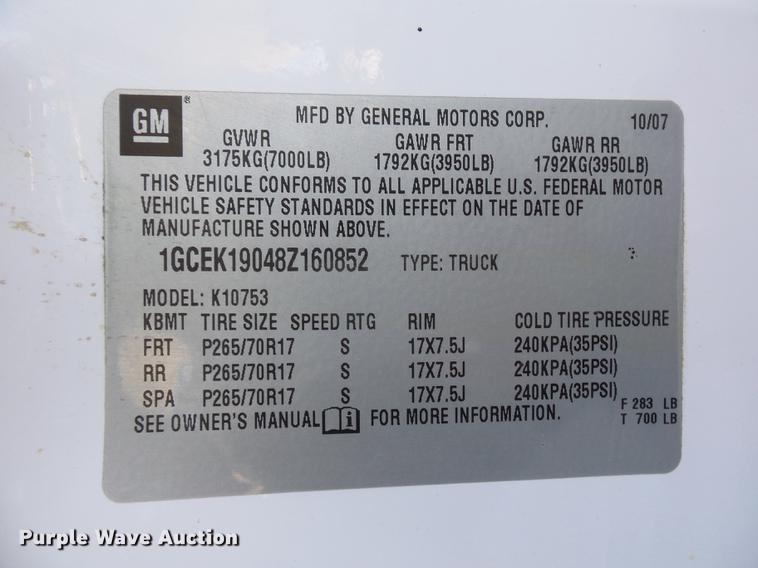 GM ® MFD BY GENERAL MOTORS CORP. 10/07
GVWR GAWR FRT GAWR RR
3175KG(7000LB) 1792KG(3950LB) 1792KG(3950LB)
THIS VEHICLE CONFORMS TO ALL APPLICABLE U.S. FEDERAL MOTOR
VEHICLE SAFETY STANDARDS IN EFFECT ON THE DATE OF
MANUFACTURE SHOWN ABOVE.
1GCEK19048Z160852 TYPE: TRUCK
MODEL: K10753
KBMT TIRE SIZE SPEED RTG RIM COLD TIRE PRESSURE
FRT P265/70R17 S 17X7.5J 240KPA(35PSI)
RR P265/70R17 S 17X7.5J 240KPA(35PSI)
SPA P265/70R17 S 17X7.5J 240KPA(35PSI)
SEE OWNER'S MANUAL i FOR MORE INFORMATION.
F 283 LB
T 700 LB
Purple Wave Auction